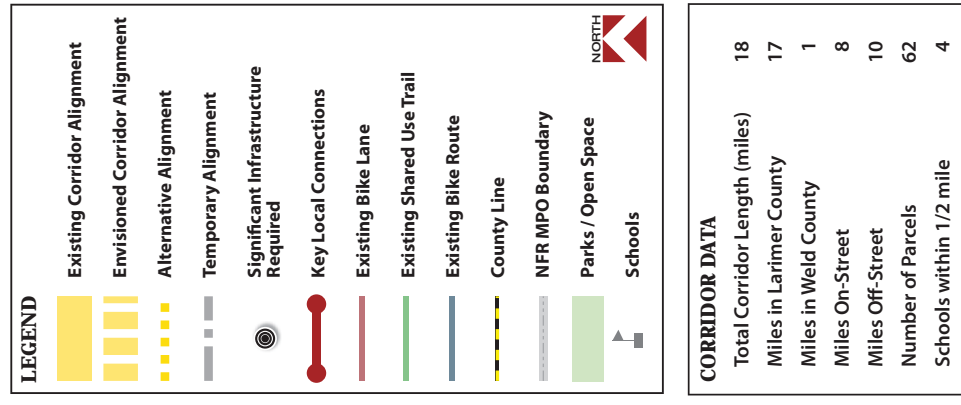 LEGEND
Existing Corridor Alignment
Envisioned Corridor Alignment
Alternative Alignment
Temporary Alignment
Significant Infrastructure
Required
Key Local Connections
Existing Bike Lane
Existing Shared Use Trail
Existing Bike Route
County Line
NFR MPO Boundary
Parks / Open Space
Schools
NORTH
CORRIDOR DATA
Total Corridor Length (miles) 18
Miles in Larimer County 17
Miles in Weld County 1
Miles On-Street 8
Miles Off-Street 10
Number of Parcels 62
Schools within 1/2 mile 4